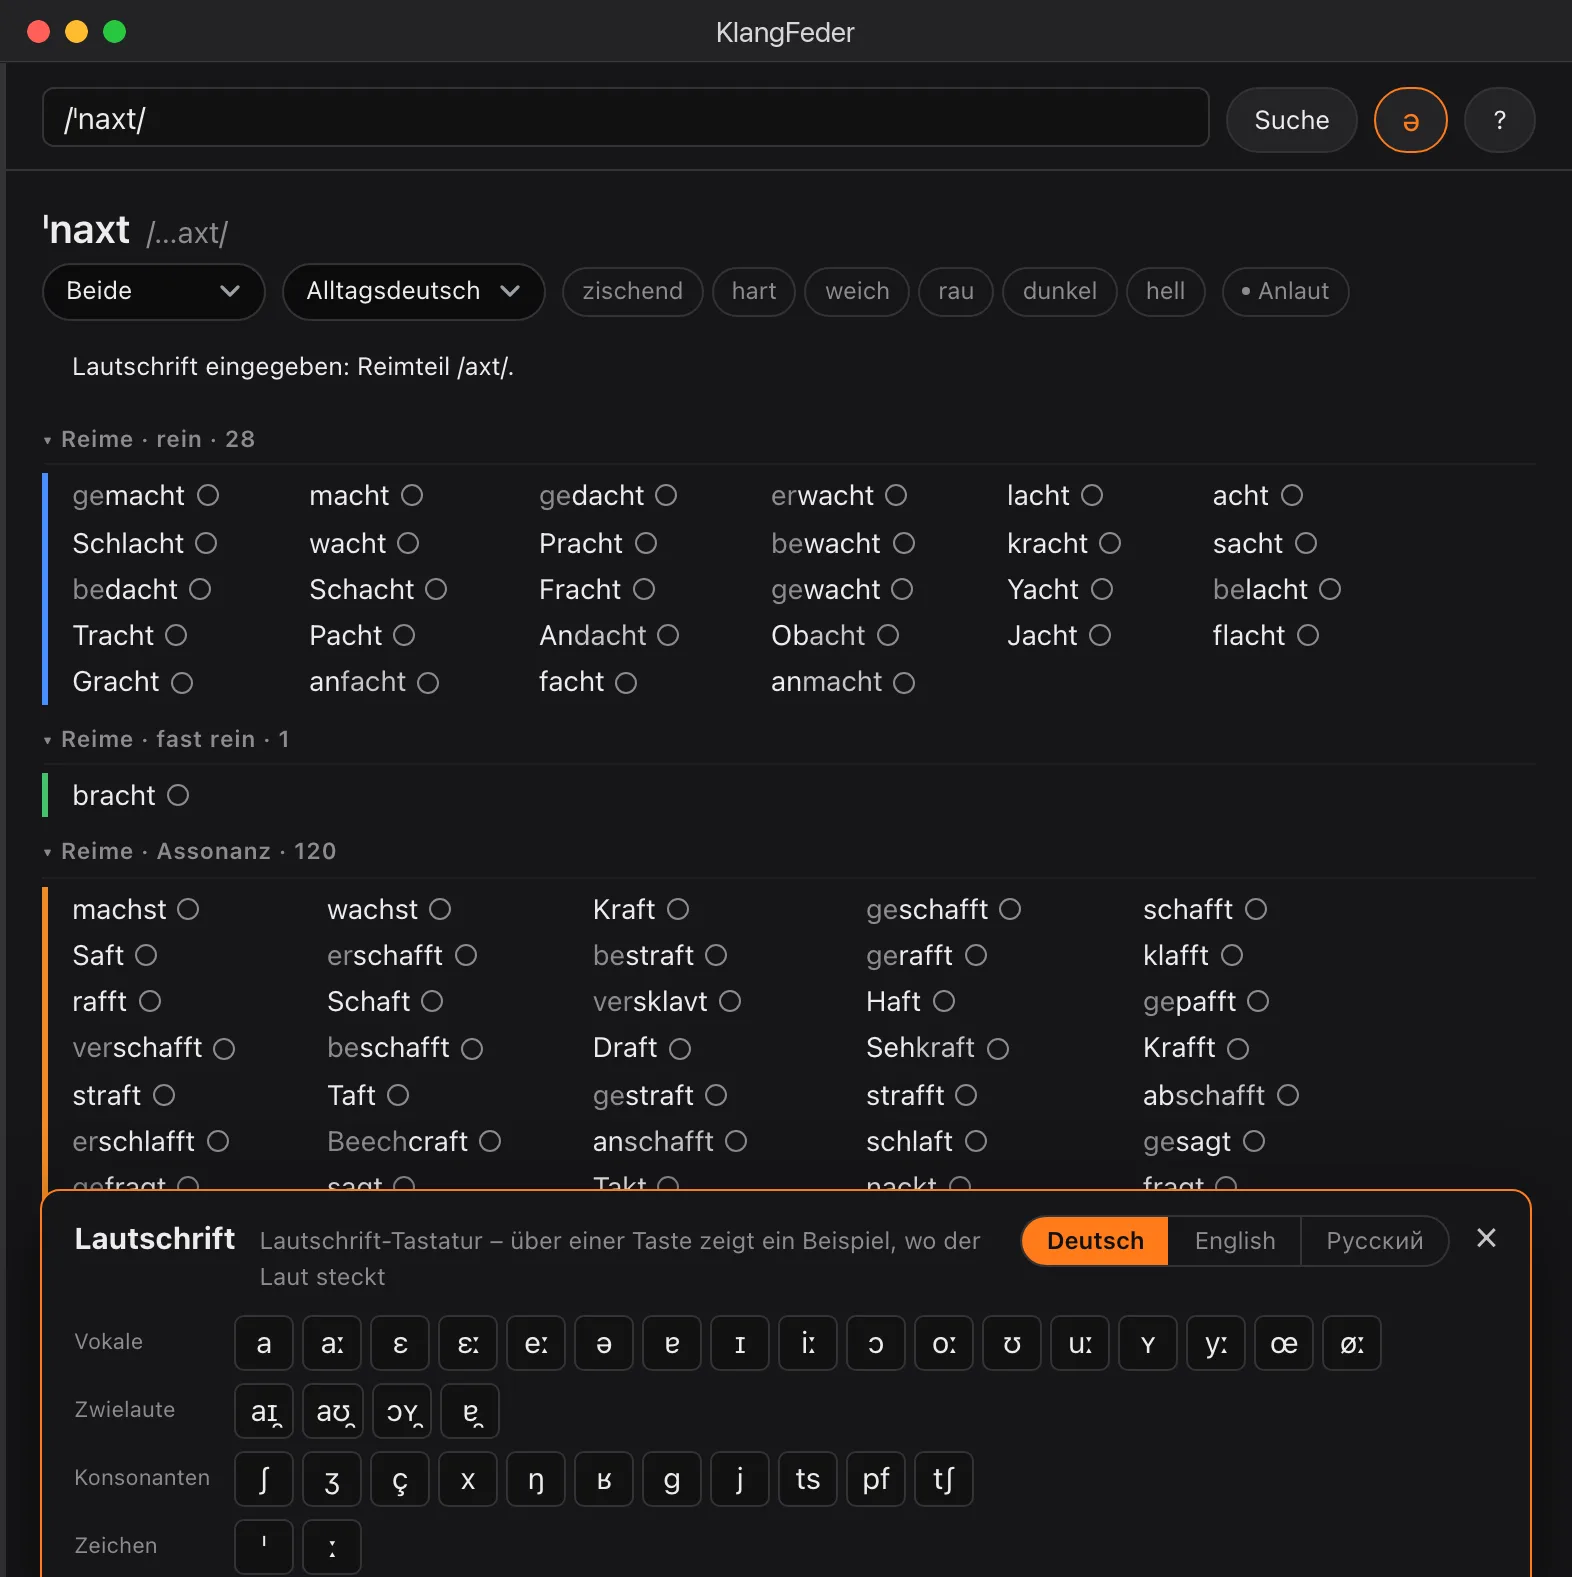 KlangFeder
/ˈnaxt/ Suche ə ?
ˈnaxt /…axt/
Beide Alltagsdeutsch zischend hart weich rau dunkel hell • Anlaut
Lautschrift eingegeben: Reimteil /axt/.
▾ Reime · rein · 28
gemacht macht gedacht erwacht lacht acht
Schlacht wacht Pracht bewacht kracht sacht
bedacht Schacht Fracht gewacht Yacht belacht
Tracht Pacht Andacht Obacht Jacht flacht
Gracht anfacht facht anmacht
▾ Reime · fast rein · 1
bracht
▾ Reime · Assonanz · 120
machst wachst Kraft geschafft schafft
Saft erschafft bestraft gerafft klafft
rafft Schaft versklavt Haft gepafft
verschafft beschafft Draft Sehkraft Krafft
straft Taft gestraft strafft abschafft
erschlafft Beechcraft anschafft schlaft gesagt
gefragt sagt Takt nackt fragt
Lautschrift Lautschrift-Tastatur – über einer Taste zeigt ein Beispiel, wo der Deutsch English Русский ✕
Laut steckt
Vokale a aː ɛ ɛː eː ə ɐ ɪ iː ɔ oː ʊ uː ʏ yː œ øː
Zwielaute aɪ̯ aʊ̯ ɔʏ̯ ɐ̯
Konsonanten ʃ ʒ ç x ŋ ʁ ɡ j ts pf tʃ
Zeichen ˈ ː